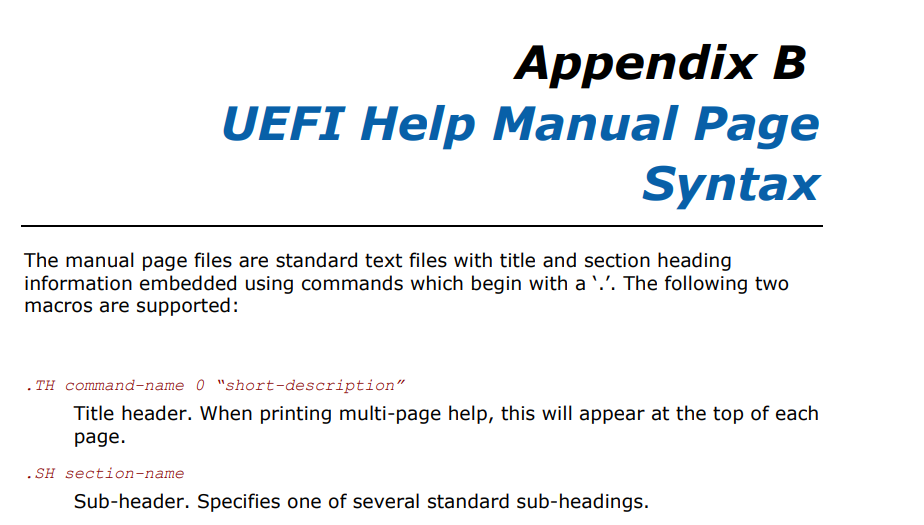 Appendix B
UEFI Help Manual Page
Syntax
The manual page files are standard text files with title and section heading
information embedded using commands which begin with a ‘.’. The following two
macros are supported:
.TH command-name 0 “short-description”
Title header. When printing multi-page help, this will appear at the top of each
page.
.SH section-name
Sub-header. Specifies one of several standard sub-headings.